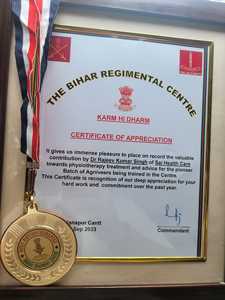 THE BIHAR REGIMENTAL CENTRE
KARM HI DHARM
CERTIFICATE OF APPRECIATION
It gives us immense pleasure to place on record the valuable
contribution by Dr Rajeev Kumar Singh of Sai Health Care
towards physiotherapy treatment and advice for the pioneer
Batch of Agniveers being trained in the Centre.
This Certificate is recognition of our deep appreciation for your
hard work and commitment over the past year.
anapur Cantt
Sep 2023
Commandant